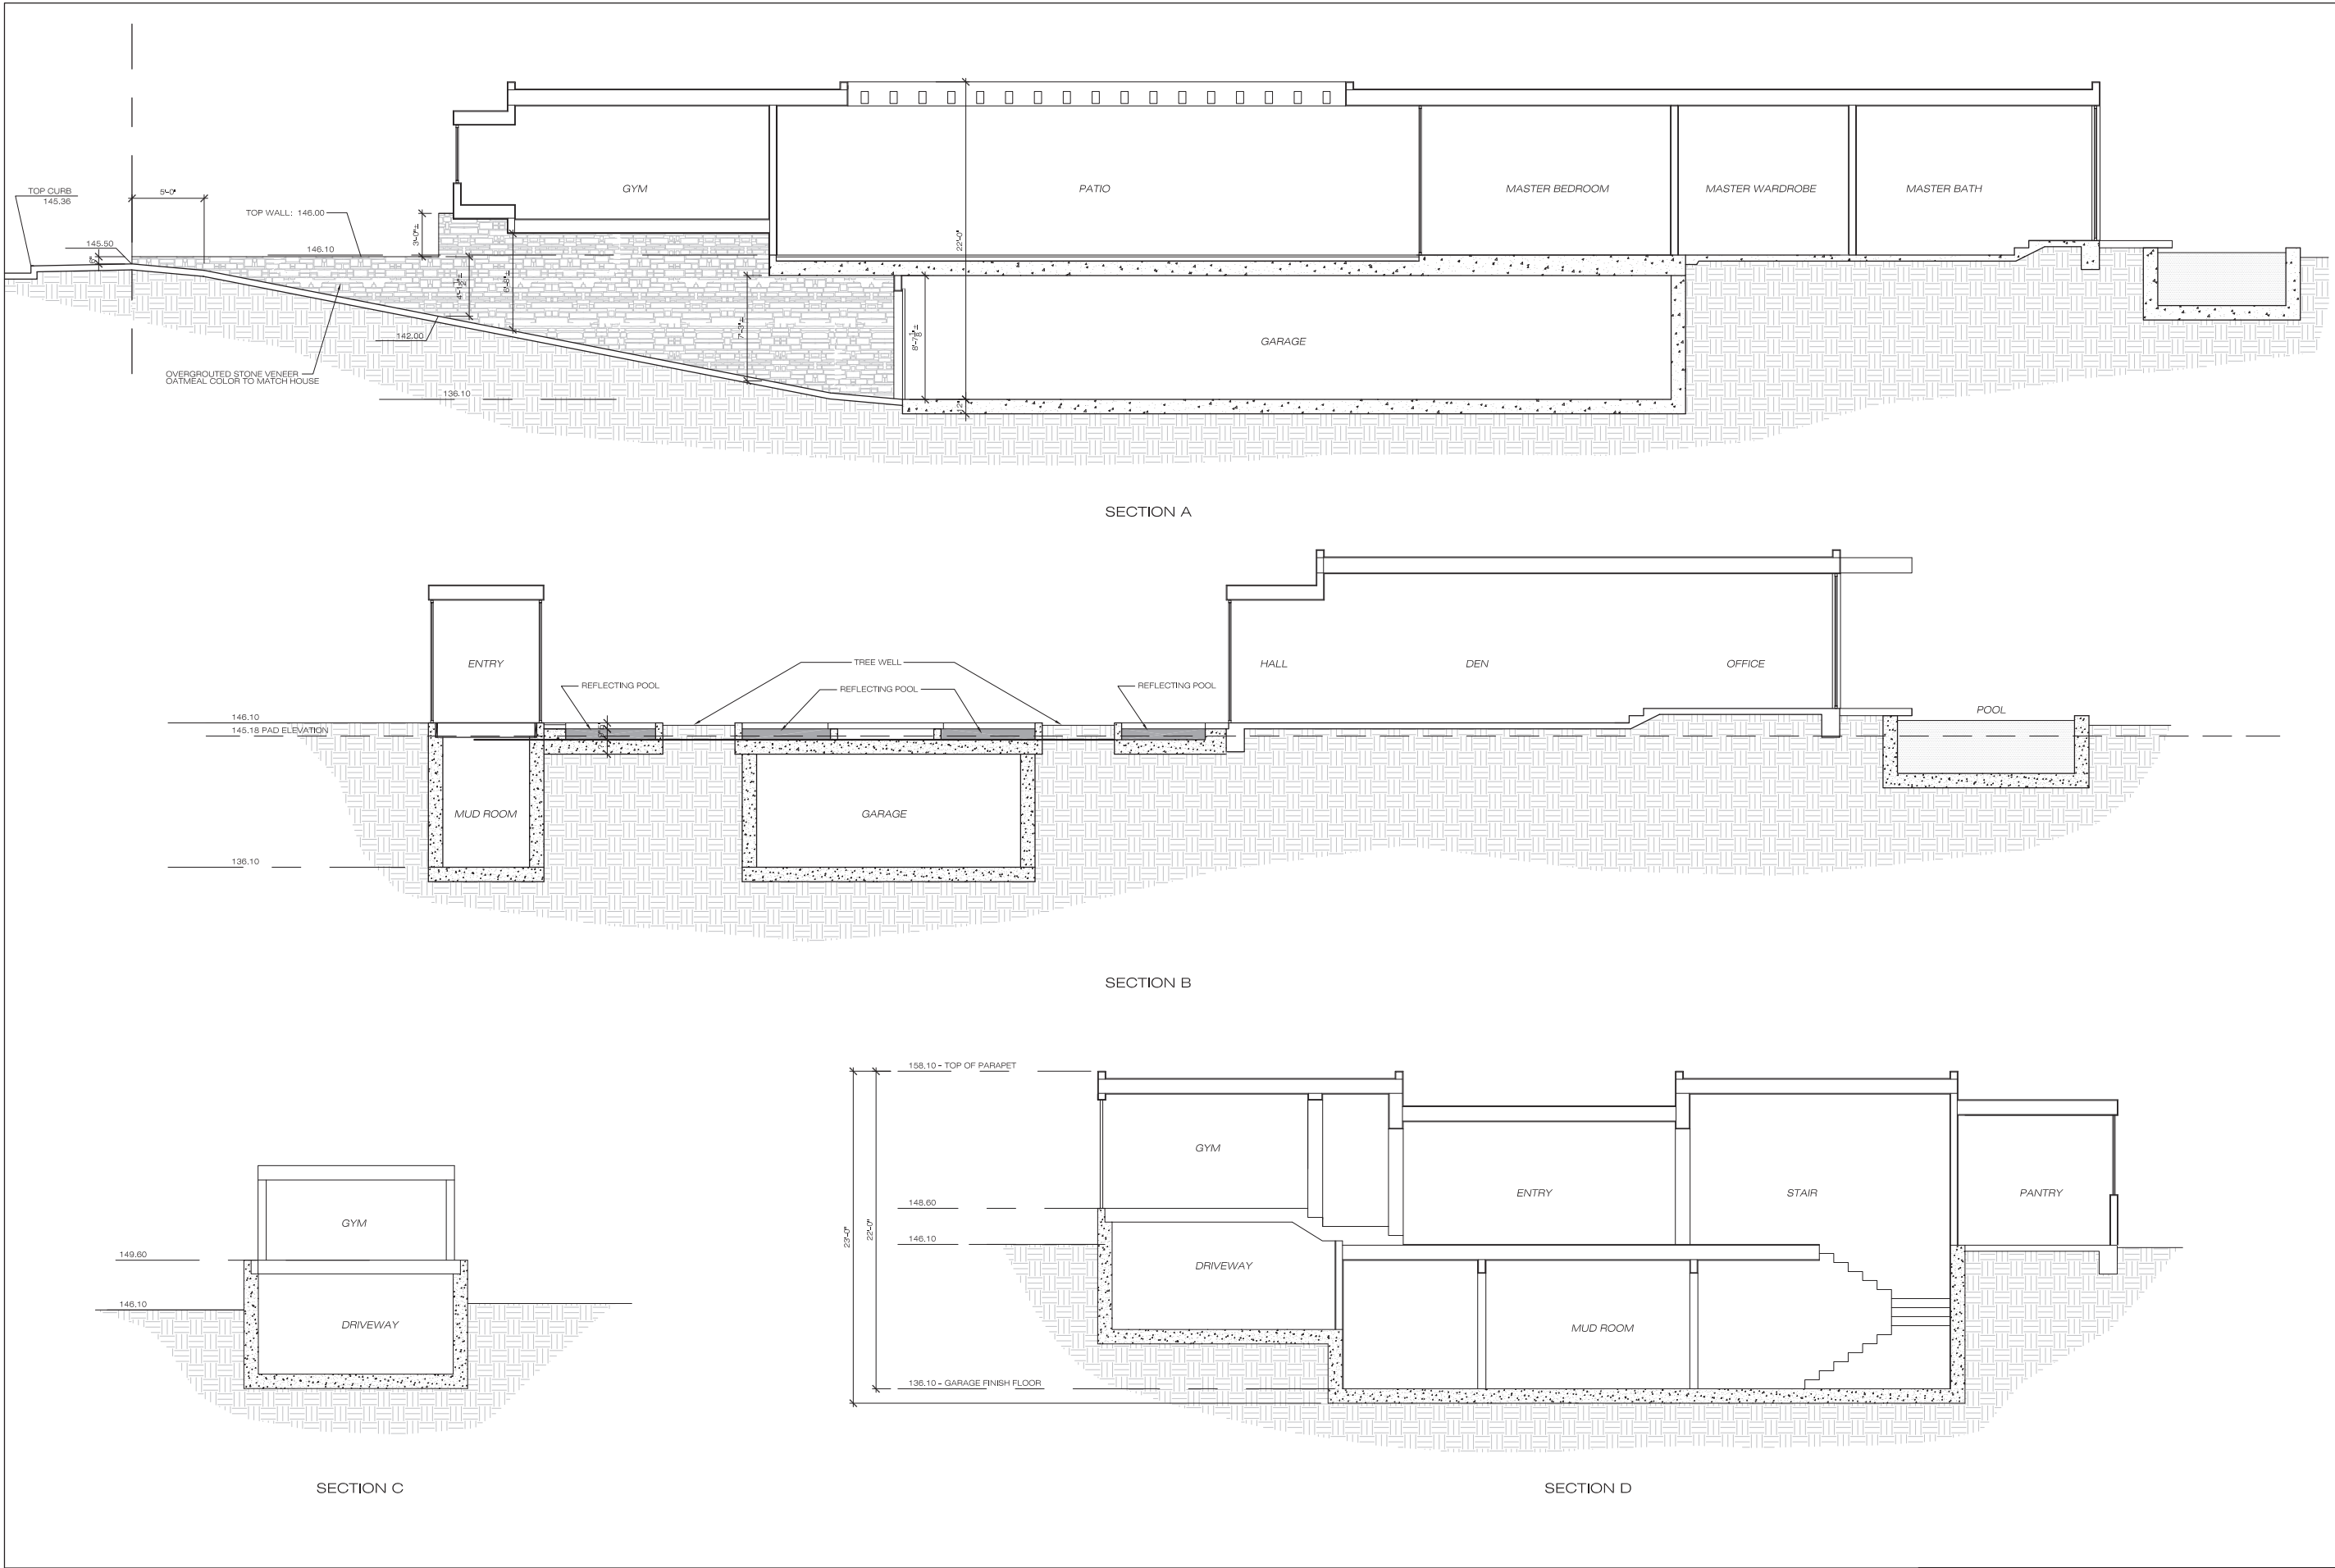 TOP CURB
145.36
5'-0"
TOP WALL: 146.00
145.50
146.10
3'-0"±
22'-0"
7'-3"±
142.00
OVERGROUTED STONE VENEER
OATMEAL COLOR TO MATCH HOUSE
136.10
12"
GYM
PATIO
MASTER BEDROOM
MASTER WARDROBE
MASTER BATH
GARAGE
SECTION A
ENTRY
REFLECTING POOL
TREE WELL
REFLECTING POOL
REFLECTING POOL
HALL
DEN
OFFICE
POOL
146.10
145.18 PAD ELEVATION
MUD ROOM
GARAGE
136.10
SECTION B
158.10 - TOP OF PARAPET
GYM
148.60
146.10
23'-0"
22'-0"
ENTRY
STAIR
PANTRY
DRIVEWAY
MUD ROOM
136.10 - GARAGE FINISH FLOOR
GYM
149.60
146.10
DRIVEWAY
SECTION C
SECTION D